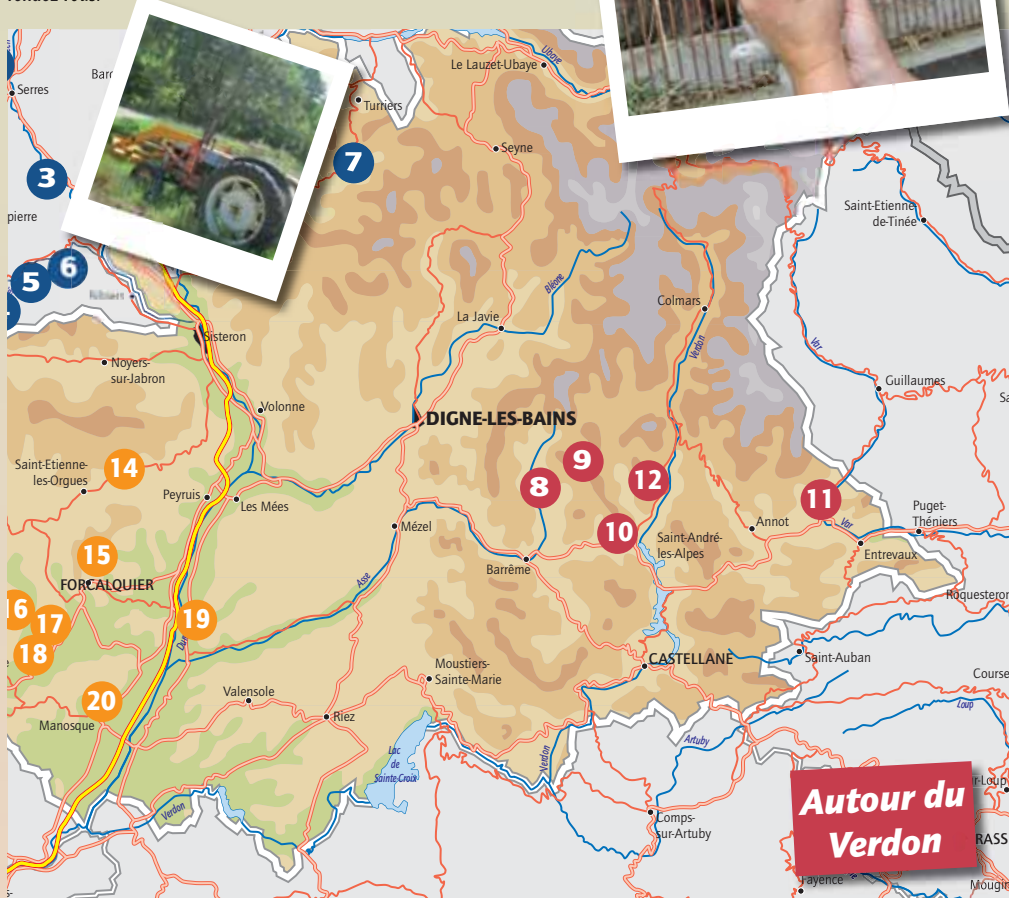 Ubaye
Le Lauzet-Ubaye
Serres
Turriers
Seyne
7
3
Saint-Etienne-
de-Tinée
6
5
Bléone
Colmars
La Javie
Verdon
Var
Sisteron
Noyers-
sur-Jabron
Guillaumes
Volonne
DIGNE-LES-BAINS
Saint-Etienne-
les-Orgues
14
9
8
12
11
Peyruis
Les Mées
Puget-
Théniers
Mézel
10
Annot
Var
Saint-André-
les-Alpes
Entrevaux
15
Barrême
FORCALQUIER
Asse
16
17
19
18
CASTELLANE
Saint-Auban
Moustiers-
Sainte-Marie
20
Valensole
Manosque
Riez
Loup
Artuby
Lac
de
Sainte-Croix
Verdon
Verdon
Autour du
Verdon
Comps-
sur-Artuby
Fayence